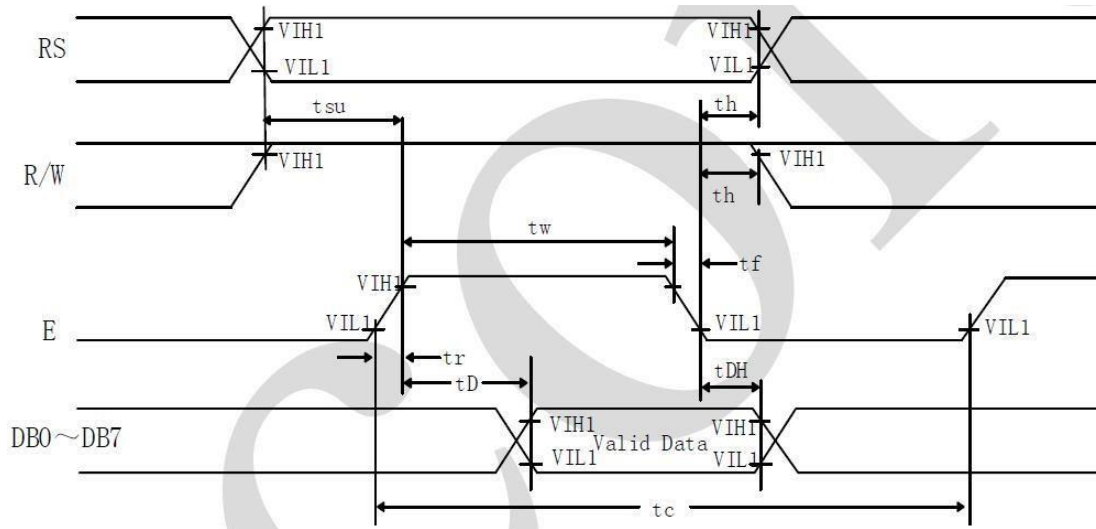 RS
VIH1
VIL1
VIH1
VIL1
tsu
th
R/W
VIH1
VIH1
th
tw
tf
VIH1
E
VIL1
VIL1
VIL1
tr
tD
tDH
DB0～DB7
VIH1
Valid Data
VIH1
VIL1
VIL1
tc